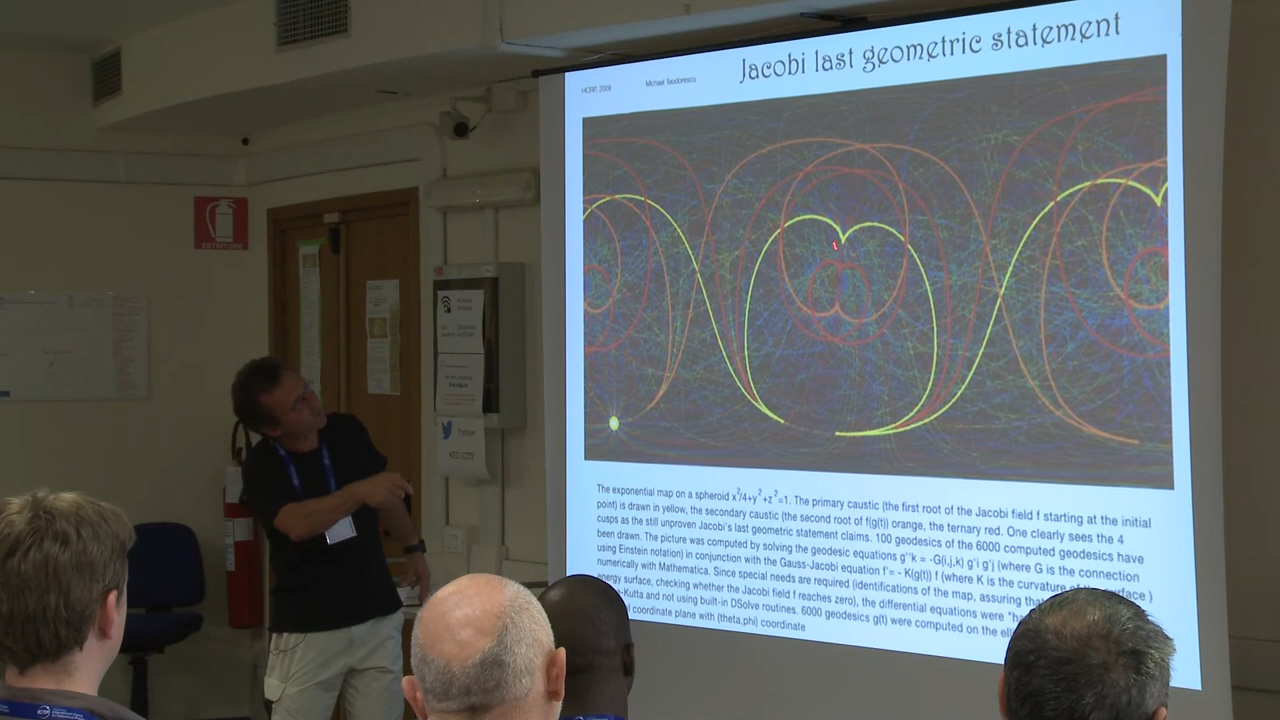 Jacobi last geometric statement
HCRP, 2009
Michael Teodorescu
ESTINTORE
The exponential map on a spheroid x²/4+y²+z²=1. The primary caustic (the first root of the Jacobi field f starting at the initial
point) is drawn in yellow, the secondary caustic (the second root of f(g(t)) orange, the ternary red. One clearly sees the 4
cusps as the still unproven Jacobi's last geometric statement claims. 100 geodesics of the 6000 computed geodesics have
been drawn. The picture was computed by solving the geodesic equations g''k = -G(i,j,k) g'i g'j (where G is the connection
using Einstein notation) in conjunction with the Gauss-Jacobi equation f'= - K(g(t)) f (where K is the curvature of the surface )
numerically with Mathematica. Since special needs are required (identifications of the map, assuring
energy surface, checking whether the Jacobi field f reaches zero), the differential equations were
-Kutta and not using built-in DSolve routines. 6000 geodesics g(t) were computed on the
coordinate plane with (theta,phi) coordinate
ICTP